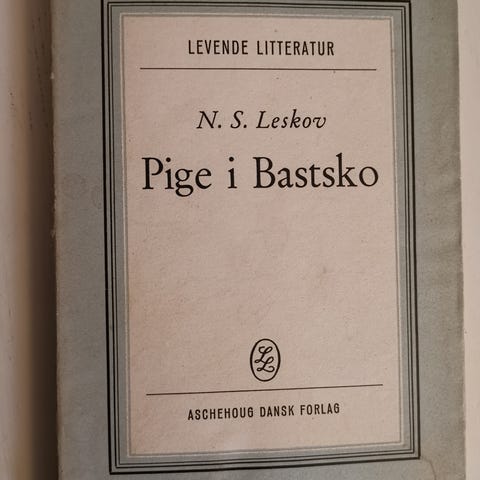 LEVENDE LITTERATUR
N. S. Leskov
Pige i Bastsko
LL
ASCHEHOUG DANSK FORLAG